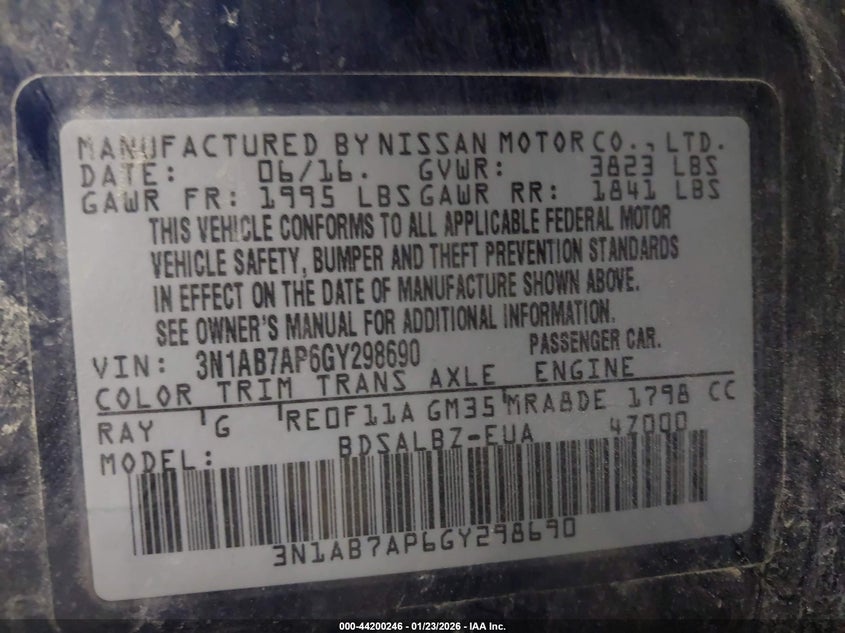 MANUFACTURED BY NISSAN MOTOR CO., LTD.
DATE: 06/16. GVWR: 3823 LBS
GAWR FR: 1995 LBS GAWR RR: 1841 LBS
THIS VEHICLE CONFORMS TO ALL APPLICABLE FEDERAL MOTOR
VEHICLE SAFETY, BUMPER AND THEFT PREVENTION STANDARDS
IN EFFECT ON THE DATE OF MANUFACTURE SHOWN ABOVE.
SEE OWNER'S MANUAL FOR ADDITIONAL INFORMATION.
VIN: 3N1AB7AP6GY298690 PASSENGER CAR.
COLOR TRIM TRANS AXLE ENGINE
RAY G RE0F11A GM35 MRA8DE 1798 CC
MODEL: BDSALBZ-EUA 4Z000
3N1AB7AP6GY298690
000-44200246 - 01/23/2026 - IAA Inc.